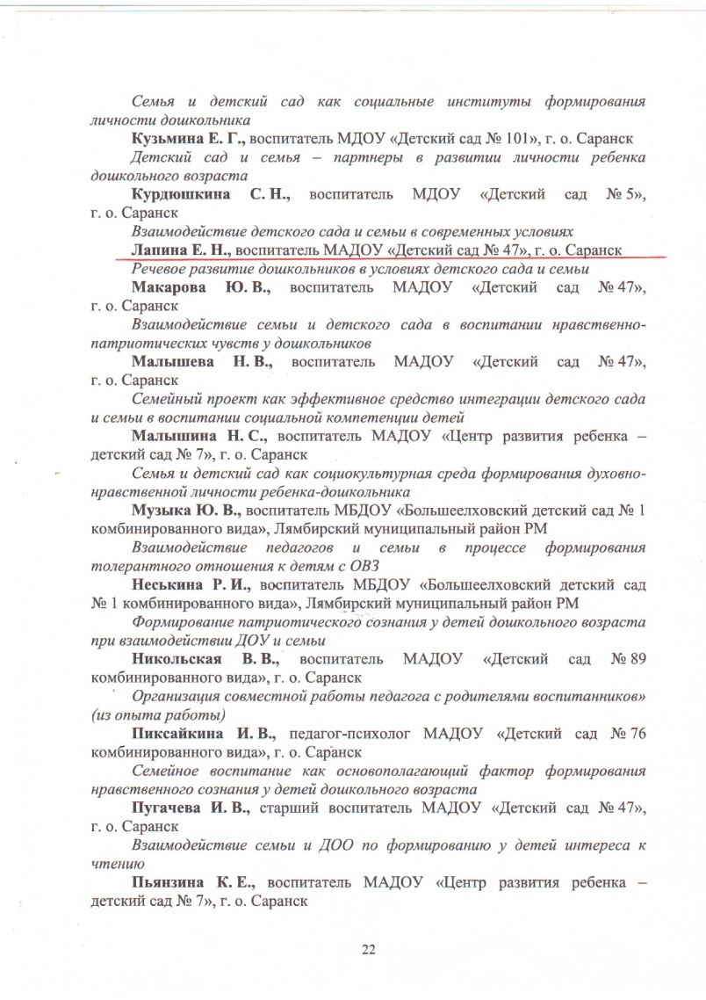 Семья и детский сад как социальные институты формирования
личности дошкольника
Кузьмина Е. Г., воспитатель МДОУ «Детский сад № 101», г. о. Саранск
Детский сад и семья – партнеры в развитии личности ребенка
дошкольного возраста
Курдюшкина С. Н., воспитатель МДОУ «Детский сад № 5»,
г. о. Саранск
Взаимодействие детского сада и семьи в современных условиях
Лапина Е. Н., воспитатель МАДОУ «Детский сад № 47», г. о. Саранск
Речевое развитие дошкольников в условиях детского сада и семьи
Макарова Ю. В., воспитатель МАДОУ «Детский сад № 47»,
г. о. Саранск
Взаимодействие семьи и детского сада в воспитании нравственно-
патриотических чувств у дошкольников
Малышева Н. В., воспитатель МАДОУ «Детский сад № 47»,
г. о. Саранск
Семейный проект как эффективное средство интеграции детского сада
и семьи в воспитании социальной компетенции детей
Малышина Н. С., воспитатель МАДОУ «Центр развития ребенка –
детский сад № 7», г. о. Саранск
Семья и детский сад как социокультурная среда формирования духовно-
нравственной личности ребенка-дошкольника
Музыка Ю. В., воспитатель МБДОУ «Большеелховский детский сад № 1
комбинированного вида», Лямбирский муниципальный район РМ
Взаимодействие педагогов и семьи в процессе формирования
толерантного отношения к детям с ОВЗ
Неськина Р. И., воспитатель МБДОУ «Большеелховский детский сад
№ 1 комбинированного вида», Лямбирский муниципальный район РМ
Формирование патриотического сознания у детей дошкольного возраста
при взаимодействии ДОУ и семьи
Никольская В. В., воспитатель МАДОУ «Детский сад № 89
комбинированного вида», г. о. Саранск
Организация совместной работы педагога с родителями воспитанников»
(из опыта работы)
Пиксайкина И. В., педагог-психолог МАДОУ «Детский сад № 76
комбинированного вида», г. о. Саранск
Семейное воспитание как основополагающий фактор формирования
нравственного сознания у детей дошкольного возраста
Пугачева И. В., старший воспитатель МАДОУ «Детский сад № 47»,
г. о. Саранск
Взаимодействие семьи и ДОО по формированию у детей интереса к
чтению
Пьянзина К. Е., воспитатель МАДОУ «Центр развития ребенка –
детский сад № 7», г. о. Саранск
22